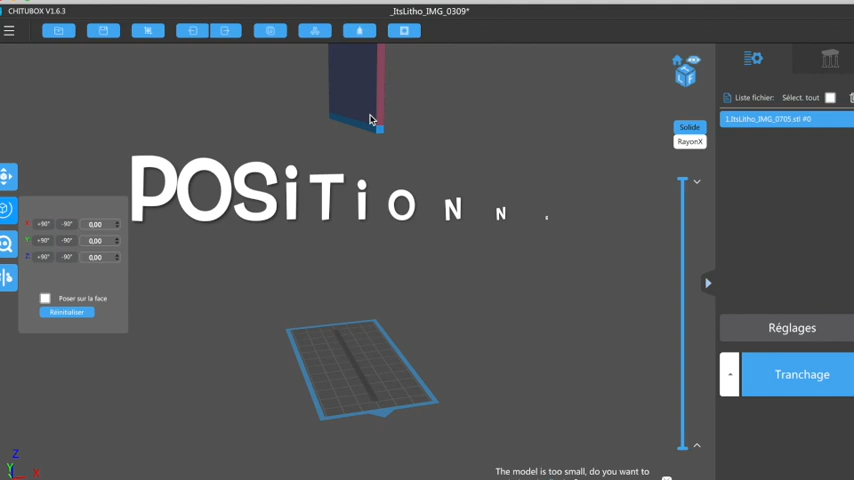 CHITUBOX V1.6.3
_ItsLitho_IMG_0309*
Liste fichier:
Sélect. tout
1.ItsLitho_IMG_0705.stl #0
Solide
RayonX
POSiTioN N
X +90° -90° 0,00
Y +90° -90° 0,00
Z +90° -90° 0,00
Poser sur la face
Réinitialiser
Réglages
Tranchage
Z
Y
X
The model is too small, do you want to